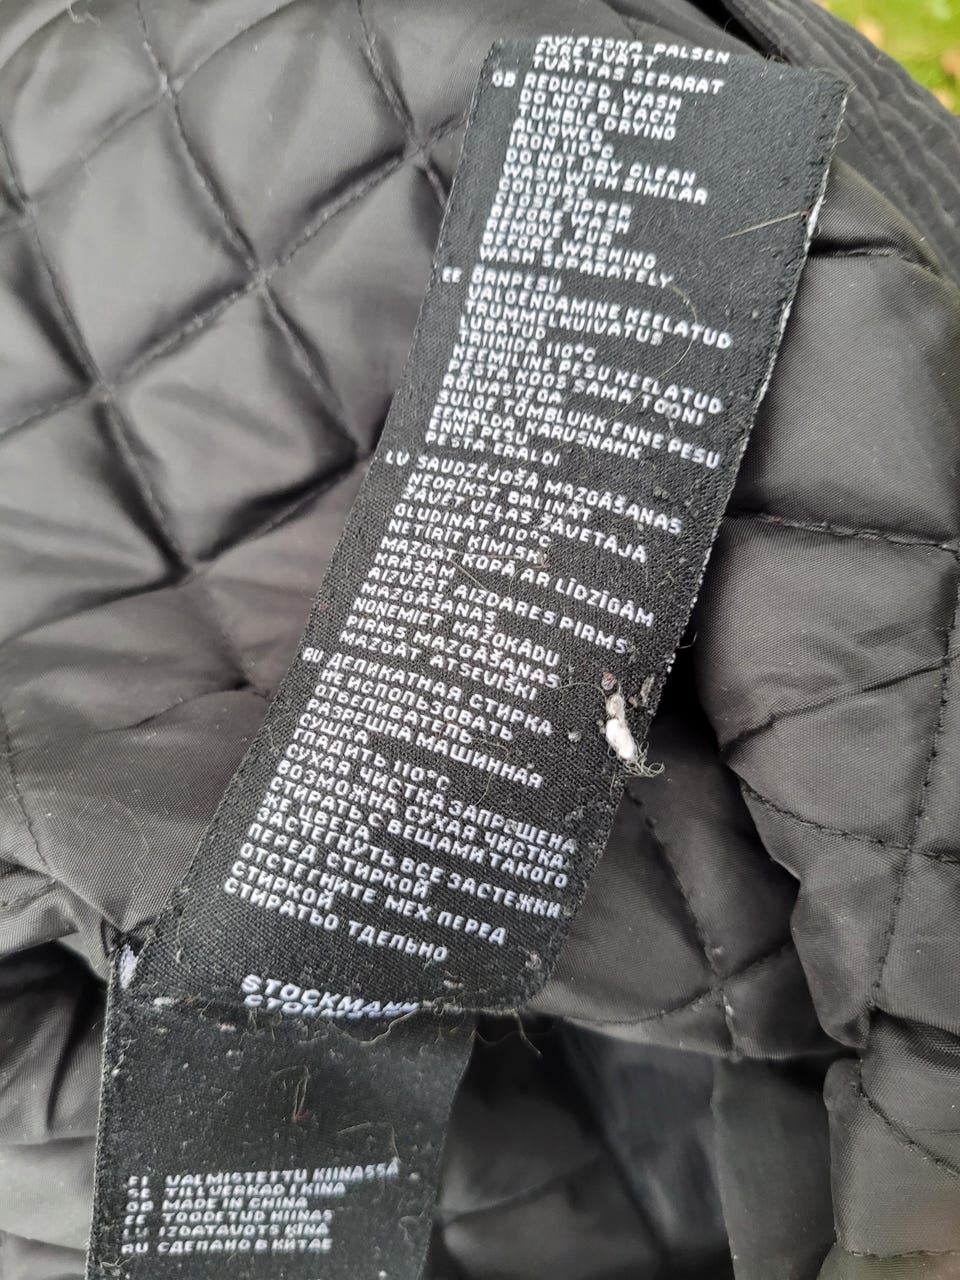 AVLÄGSNA PÄLSEN
FÖRE TVÄTT
TVÄTTAS SEPARAT
GB REDUCED WASH
DO NOT BLEACH
TUMBLE DRYING
ALLOWED
IRON 110°C
DO NOT DRY CLEAN
WASH WITH SIMILAR
COLOURS
CLOSE ZIPPER
BEFORE WASH
REMOVE FUR
BEFORE WASHING
WASH SEPARATELY
EE ÕRNPESU
VALGENDAMINE KEELATUD
TRUMMELKUIVATUS
LUBATUD
TRIIKIDA 110°C
KEEMILINE PESU KEELATUD
PESTA KOOS SAMA TOONI
RÕIVASTEGA
SULGE TÕMBLUKK ENNE PESU
EEMALDA KARUSNAHK
ENNE PESU
PESTA ERALDI
LV SAUDZĒJOŠĀ MAZGĀŠANAS
NEDRĪKST BALINĀT
ŽĀVĒT VEĻAS ŽĀVĒTĀJĀ
GLUDINĀT 110°C
NETĪRĪT ĶĪMISKI
MAZGĀT KOPĀ AR LĪDZĪGĀM
KRĀSĀM
AIZVĒRT AIZDARES PIRMS
MAZGĀŠANAS
NOŅEMIET KAŽOKĀDU
PIRMS MAZGĀŠANAS
MAZGĀT ATSEVIŠĶI
RU ДЕЛИКАТНАЯ СТИРКА
НЕ ИСПОЛЬЗОВАТЬ
ОТБЕЛИВАТЕЛЬ
РАЗРЕШНА МАШИННАЯ
СУШКА
ГЛАДИТЬ 110°C
СУХАЯ ЧИСТКА ЗАПРЕЩЕНА
ВОЗМОЖНА СУХАЯ ЧИСТКА
СТИРАТЬ С ВЕЩАМИ ТАКОГО
ЖЕ ЦВЕТА
ЗАСТЕГНУТЬ ВСЕ ЗАСТЕЖКИ
ПЕРЕД СТИРКОЙ
ОТСТЕГНИТЕ МЕХ ПЕРЕД
СТИРКОЙ
СТИРАТЬО ТДЕЛЬНО
STOCKMANN
FI VALMISTETTU KIINASSA
SE TILLVERKAD I KINA
GB MADE IN CHINA
EE TOODETUD HIINAS
LV IZGATAVOTS ĶĪNĀ
RU СДЕЛАНО В КИТАЕ